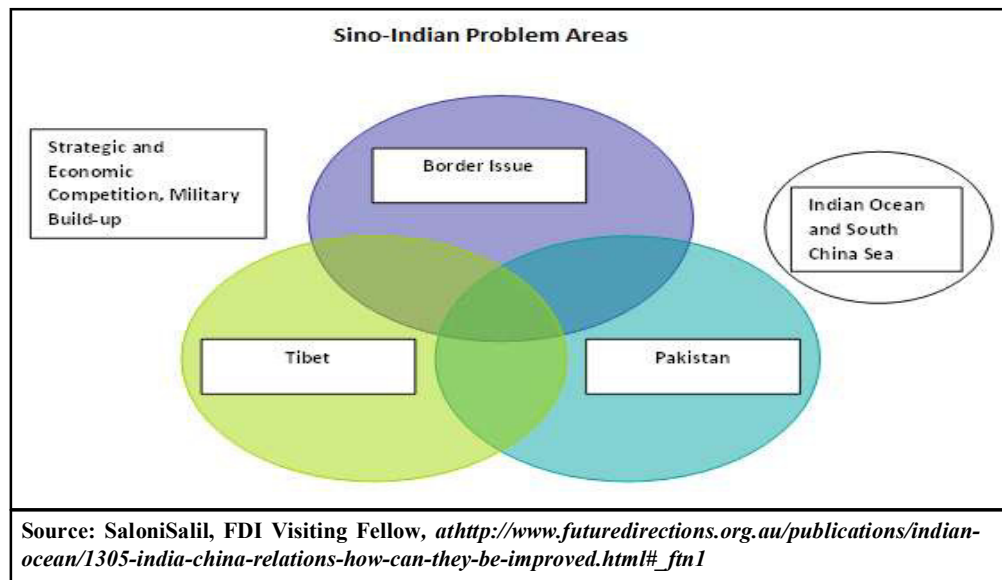 Sino-Indian Problem Areas
Strategic and
Economic
Competition, Military
Build-up
Border Issue
Indian Ocean
and South
China Sea
Tibet
Pakistan
Source: SaloniSalil, FDI Visiting Fellow, athttp://www.futuredirections.org.au/publications/indian-
ocean/1305-india-china-relations-how-can-they-be-improved.html#_ftn1